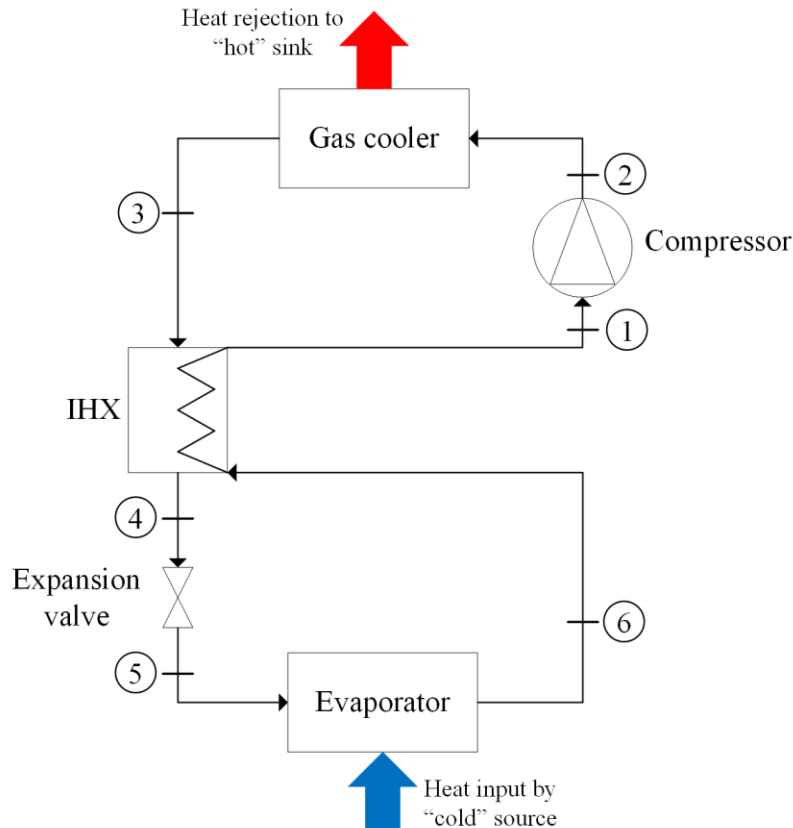 Heat rejection to
“hot” sink
Gas cooler
2
3
Compressor
1
IHX
4
Expansion
valve
6
5
Evaporator
Heat input by
“cold” source